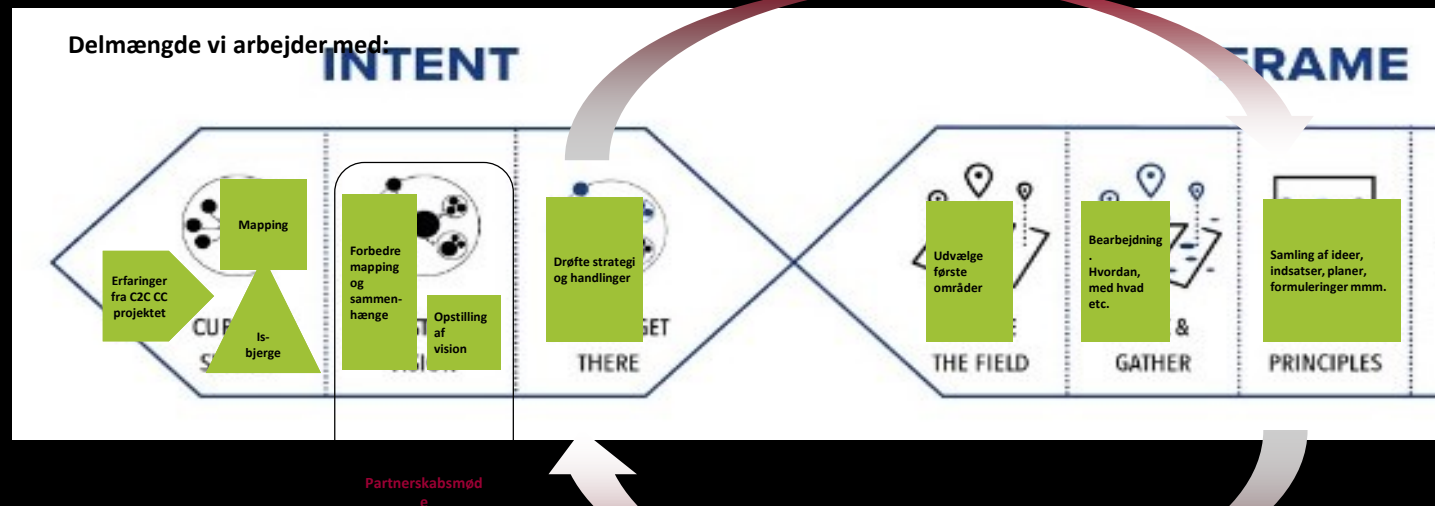 Delmængde vi arbejder med:
INTENT
FRAME
Mapping
Erfaringer
fra C2C CC
projektet
Is-
bjerge
Forbedre
mapping
og
sammen-
hænge
Opstilling
af
vision
Drøfte strategi
og handlinger
Udvælge
første
områder
Bearbejdning
.
Hvordan,
med hvad
etc.
Samling af ideer,
indsatser, planer,
formuleringer mmm.
THERE
THE FIELD
&
GATHER
PRINCIPLES
Partnerskabsmød
e